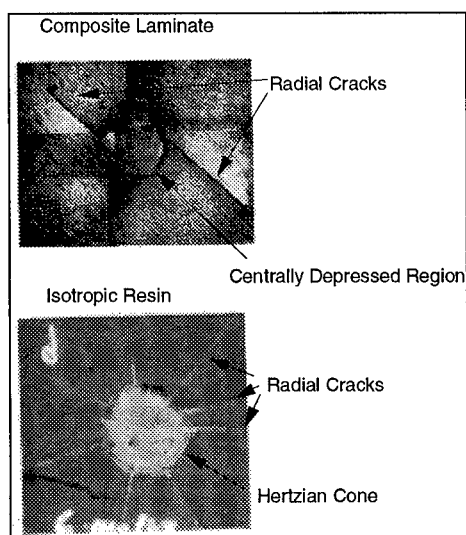 Composite Laminate
Radial Cracks
Centrally Depressed Region
Isotropic Resin
Radial Cracks
Hertzian Cone